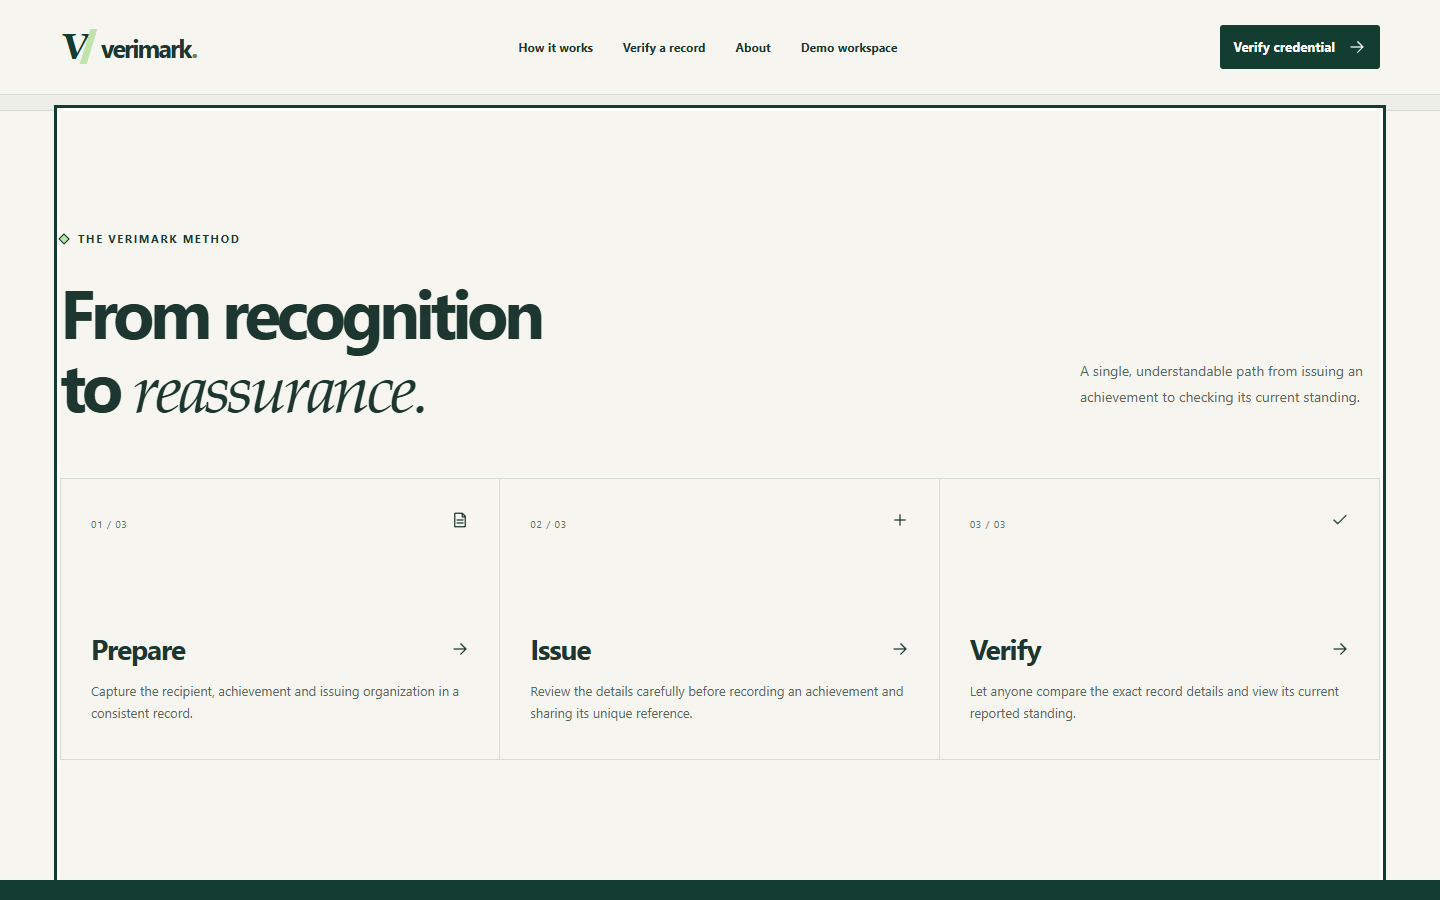 verimark.
How it works
Verify a record
About
Demo workspace
Verify credential
THE VERIMARK METHOD
From recognition
to reassurance.
A single, understandable path from issuing an
achievement to checking its current standing.
01 / 03
Prepare
Capture the recipient, achievement and issuing organization in a
consistent record.
02 / 03
Issue
Review the details carefully before recording an achievement and
sharing its unique reference.
03 / 03
Verify
Let anyone compare the exact record details and view its current
reported standing.